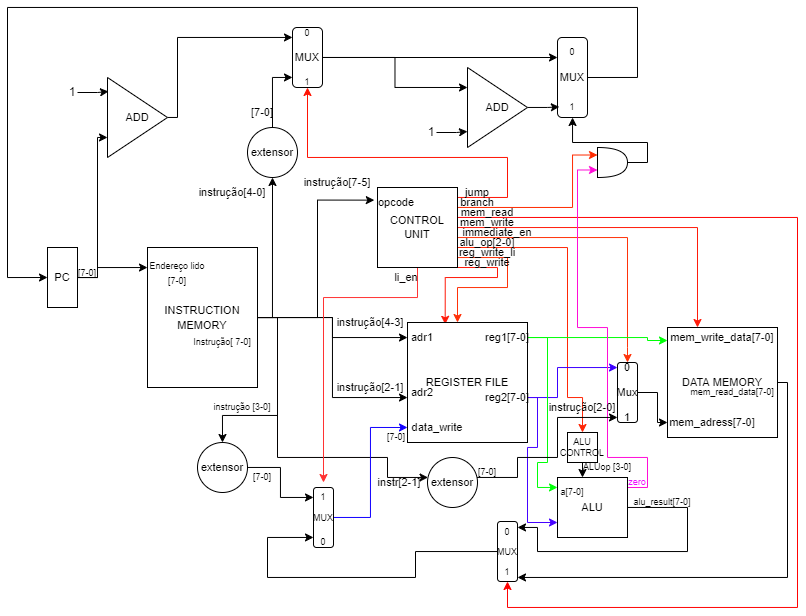 0
MUX
1
0
MUX
1
1
ADD
ADD
1
[7-0]
extensor
instrução[4-0]
instrução[7-5]
opcode
CONTROL
UNIT
jump
branch
mem_read
mem_write
immediate_en
alu_op[2-0]
reg_write_li
reg_write
li_en
PC
[7-0]
Endereço lido
[7-0]
INSTRUCTION
MEMORY
Instrução[ 7-0]
instrução[4-3]
adr1
reg1[7-0]
REGISTER FILE
instrução[2-1]
adr2
reg2[7-0]
data_write
[7-0]
0
Mux
1
instrução[2-0]
mem_write_data[7-0]
DATA MEMORY
mem_read_data[7-0]
mem_adress[7-0]
instrução [3-0]
extensor
[7-0]
1
MUX
0
instr[2-1]
extensor
[7-0]
ALU
CONTROL
ALUop [3-0]
a[7-0]
ALU
zero
alu_result[7-0]
0
MUX
1